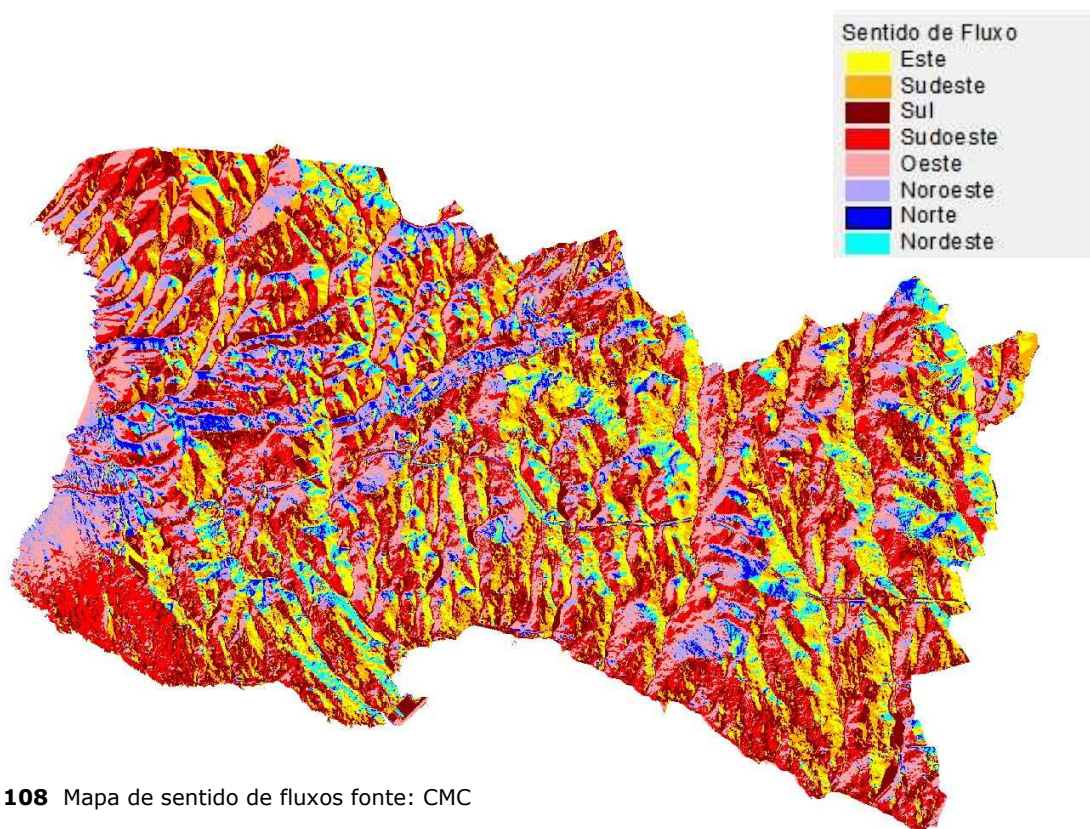 Sentido de Fluxo
Este
Sudeste
Sul
Sudoeste
Oeste
Noroeste
Norte
Nordeste
108 Mapa de sentido de fluxos fonte: CMC